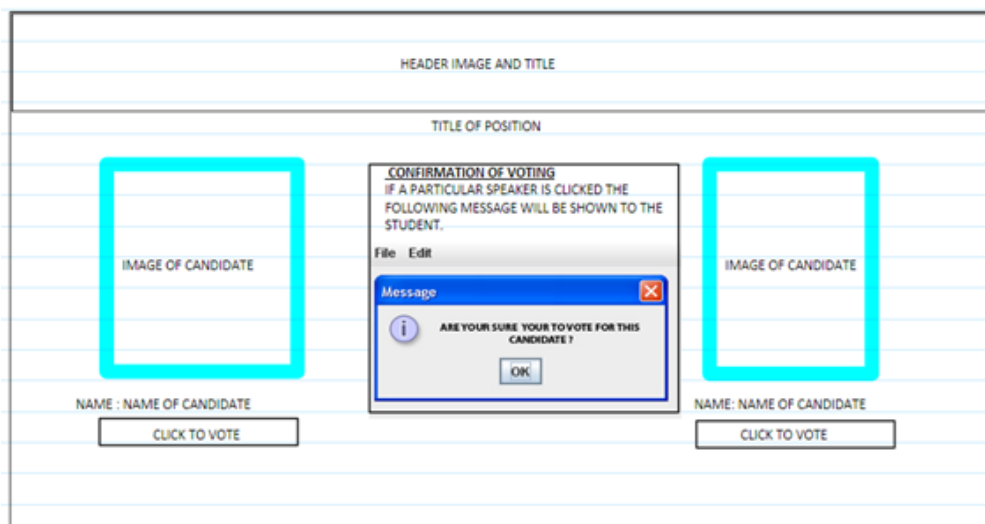 HEADER IMAGE AND TITLE
TITLE OF POSITION
IMAGE OF CANDIDATE
NAME : NAME OF CANDIDATE
CLICK TO VOTE
CONFIRMATION OF VOTING
IF A PARTICULAR SPEAKER IS CLICKED THE
FOLLOWING MESSAGE WILL BE SHOWN TO THE
STUDENT.
File Edit
Message
ARE YOUR SURE YOUR TO VOTE FOR THIS
CANDIDATE ?
OK
IMAGE OF CANDIDATE
NAME: NAME OF CANDIDATE
CLICK TO VOTE